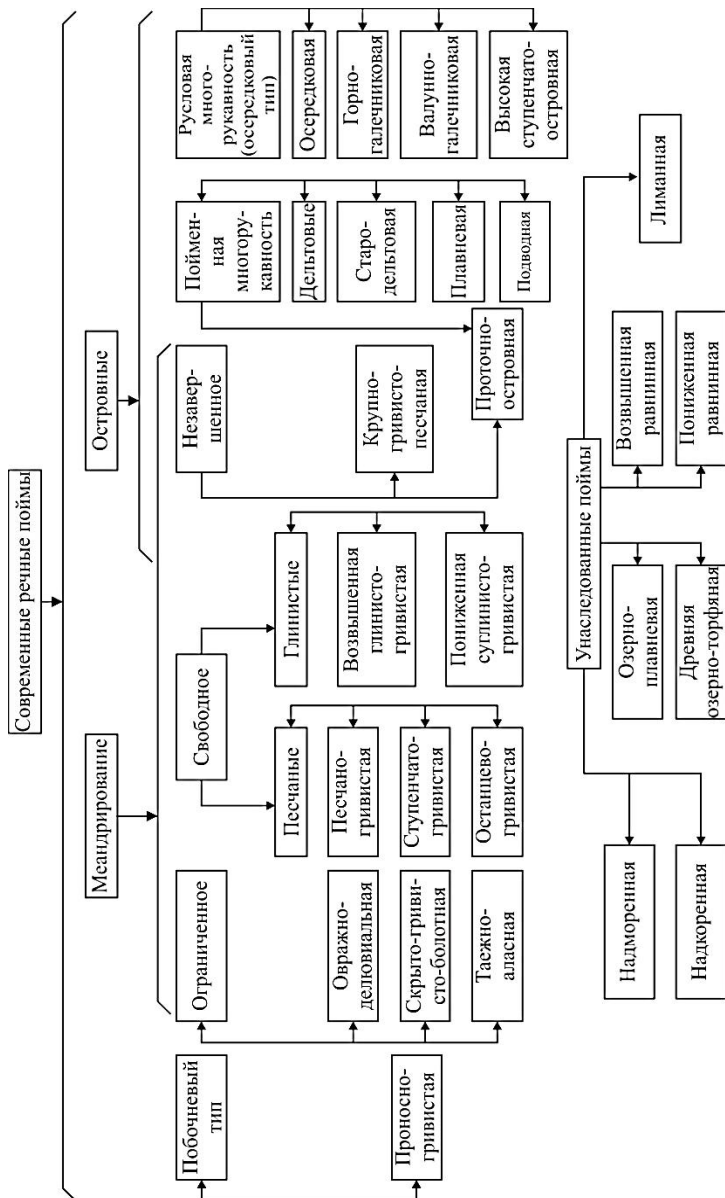 Современные речные поймы
Меандрирование
Островные
Побочневый
тип
Ограниченное
Свободное
Незавер-
шенное
Поймен-
ная
многору-
кавность
Русловая
много-
рукавность
(осередковый
тип)
Песчаные
Глинистые
Дельтовые
Осередковая
Проносно-
гривистая
Овражно-
делювиальная
Песчано-
гривистая
Возвышенная
глинисто-
гривистая
Крупно-
гривисто-
песчаная
Старо-
дельтовая
Горно-
галечниковая
Скрыто-гриви-
сто-болотная
Ступенчато-
гривистая
Плавневая
Валунно-
галечниковая
Таежно-
аласная
Останцево-
гривистая
Пониженная
суглинисто-
гривистая
Проточно-
островная
Подводная
Высокая
ступенчато-
островная
Унаследованные поймы
Надморенная
Озерно-
плавневая
Возвышенная
равнинная
Лиманная
Надкоренная
Древняя
озерно-торфяная
Пониженная
равнинная